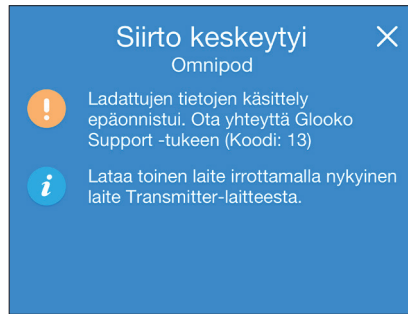 Siirto keskeytyi
Omnipod
Ladattujen tietojen käsittely
epäonnistui. Ota yhteyttä Glooko
Support -tukeen (Koodi: 13)
Lataa toinen laite irrottamalla nykyinen
laite Transmitter-laitteesta.